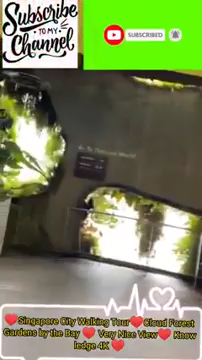 Subscribe
TO MY
Channel
SUBSCRIBED
❤️Singapore City Walking Tour❤️Cloud Forest
Gardens by the Bay ❤️ Very Nice View❤️ Know
ledge 4K ❤️